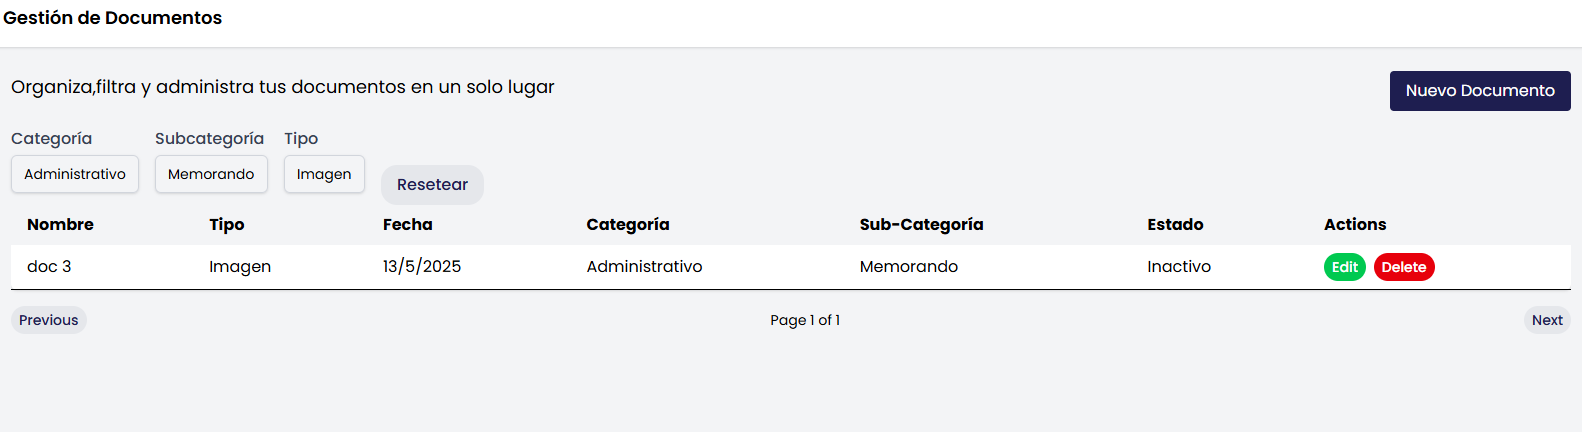 Gestión de Documentos
Organiza,filtra y administra tus documentos en un solo lugar
Nuevo Documento
Categoría Subcategoría Tipo
Administrativo Memorando Imagen Resetear
Nombre Tipo Fecha Categoría Sub-Categoría Estado Actions
doc 3 Imagen 13/5/2025 Administrativo Memorando Inactivo Edit Delete
Previous Page 1 of 1 Next